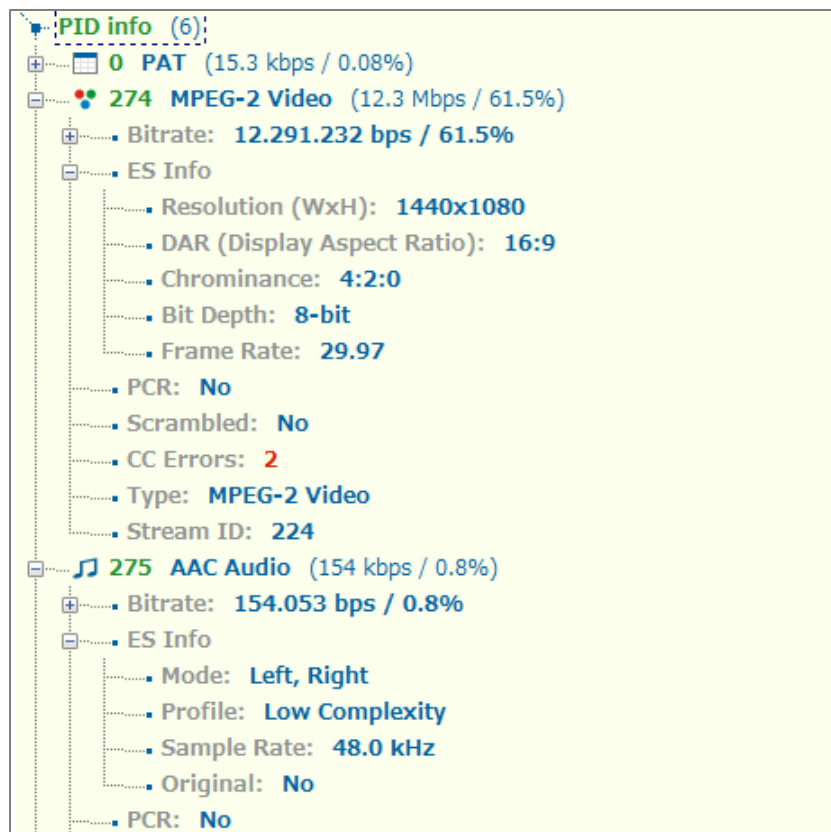 PID info (6)
0 PAT (15.3 kbps / 0.08%)
274 MPEG-2 Video (12.3 Mbps / 61.5%)
Bitrate: 12.291.232 bps / 61.5%
ES Info
Resolution (WxH): 1440x1080
DAR (Display Aspect Ratio): 16:9
Chrominance: 4:2:0
Bit Depth: 8-bit
Frame Rate: 29.97
PCR: No
Scrambled: No
CC Errors: 2
Type: MPEG-2 Video
Stream ID: 224
275 AAC Audio (154 kbps / 0.8%)
Bitrate: 154.053 bps / 0.8%
ES Info
Mode: Left, Right
Profile: Low Complexity
Sample Rate: 48.0 kHz
Original: No
PCR: No